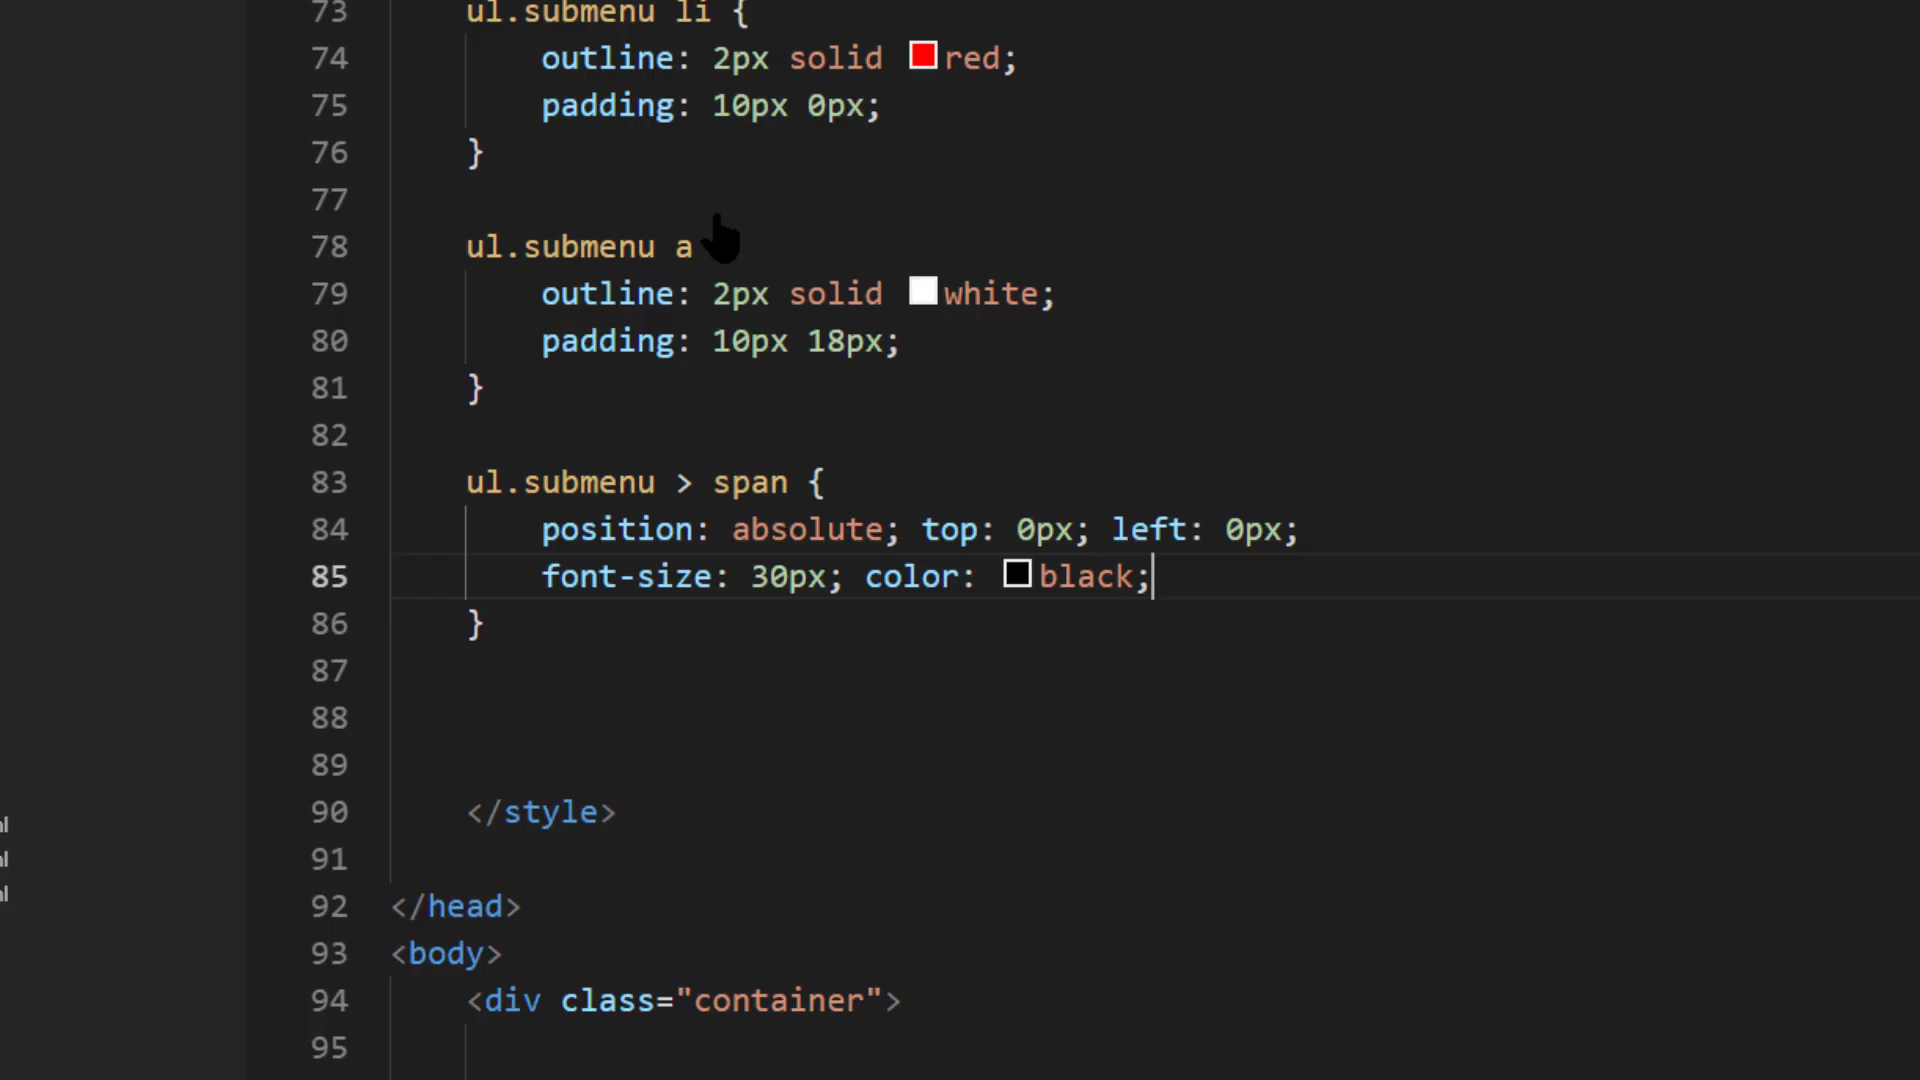 73 ul.submenu li {
74 outline: 2px solid red;
75 padding: 10px 0px;
76 }
77
78 ul.submenu a
79 outline: 2px solid white;
80 padding: 10px 18px;
81 }
82
83 ul.submenu > span {
84 position: absolute; top: 0px; left: 0px;
85 font-size: 30px; color: black;
86 }
87
88
89
90 </style>
91
92 </head>
93 <body>
94 <div class="container">
95